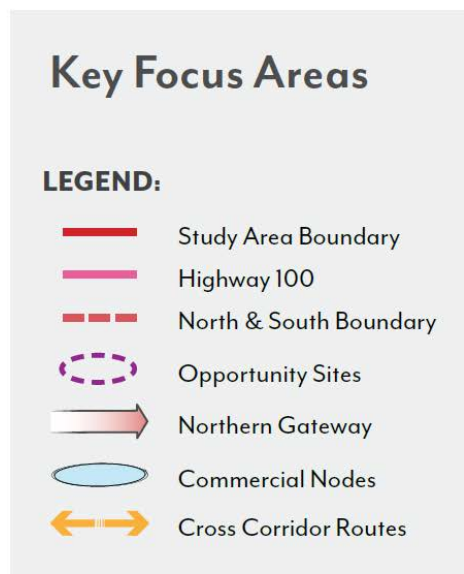 Key Focus Areas
LEGEND:
Study Area Boundary
Highway 100
North & South Boundary
Opportunity Sites
Northern Gateway
Commercial Nodes
Cross Corridor Routes